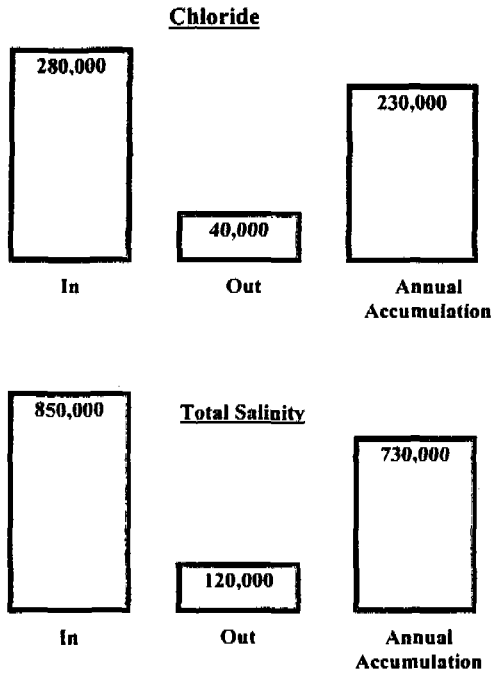 Chloride
280,000
230,000
40,000
In Out Annual
Accumulation
850,000
Total Salinity
730,000
120,000
In Out Annual
Accumulation